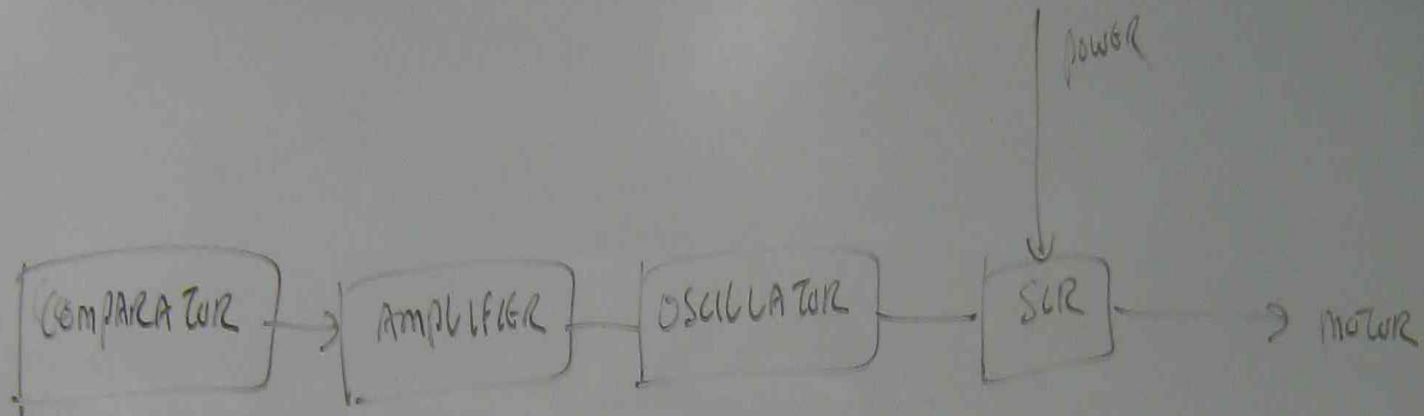 POWER
COMPARATOR
AMPLIFIER
OSCILLATOR
SCR
MOTOR